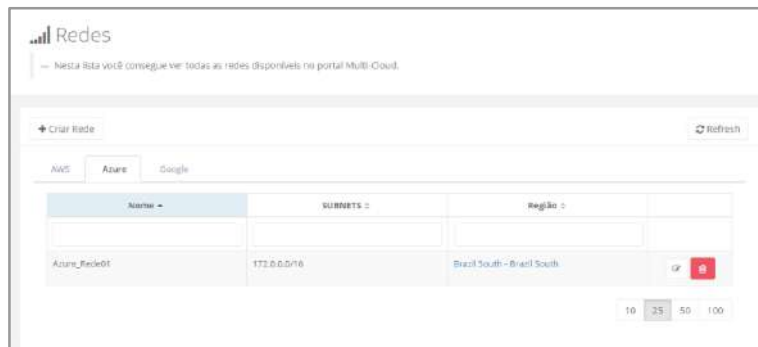 Redes
— Nesta lista você consegue ver todas as redes disponíveis no portal Multi-Cloud.
+ Criar Rede
Refresh
AWS Azure Google
Nome SUBNETS Região
Azure_Rede01 172.0.0.0/16 Brazil South - Brazil South
10 25 50 100